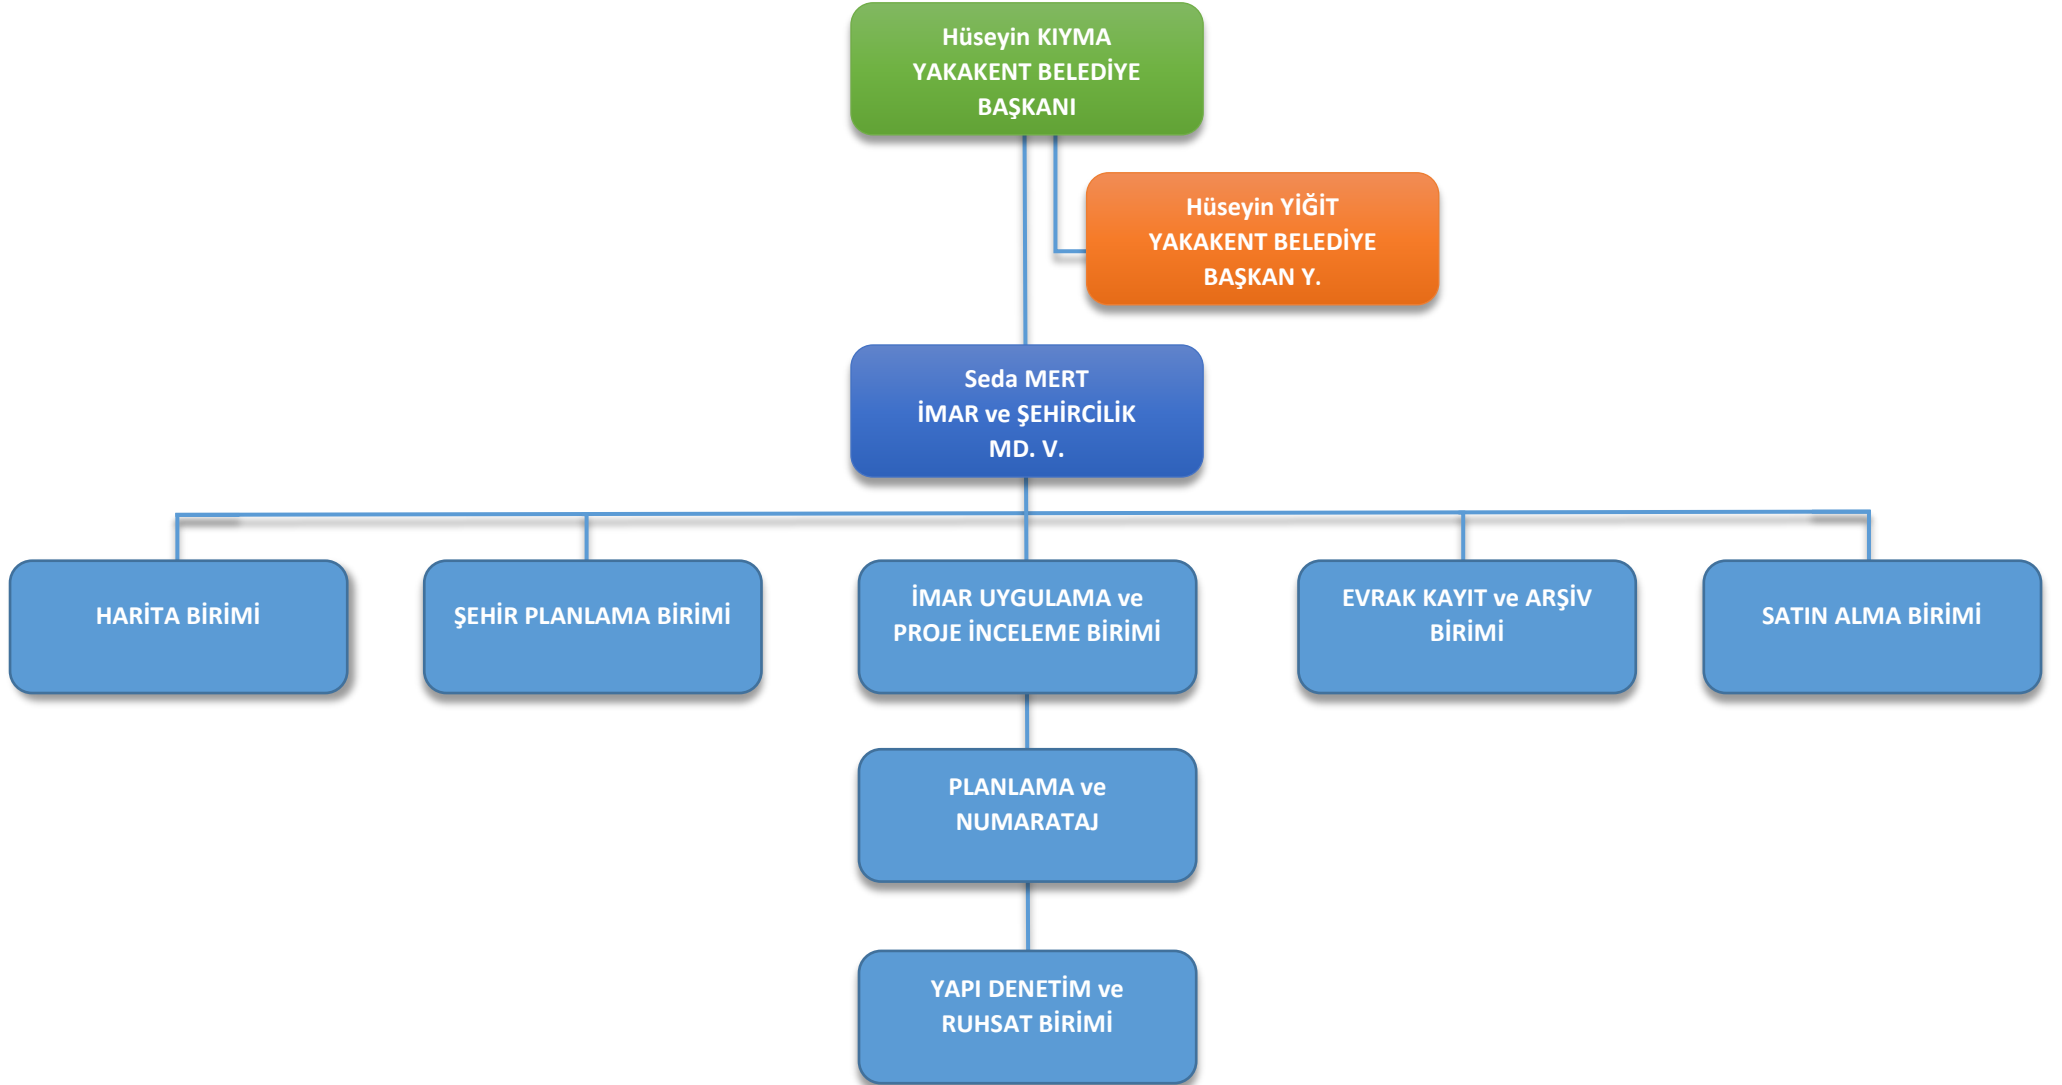 Hüseyin KIYMA
YAKAKENT BELEDİYE
BAŞKANI
Hüseyin YİĞİT
YAKAKENT BELEDİYE
BAŞKAN Y.
Seda MERT
İMAR ve ŞEHİRCİLİK
MD. V.
HARİTA BİRİMİ
ŞEHİR PLANLAMA BİRİMİ
İMAR UYGULAMA ve
PROJE İNCELEME BİRİMİ
EVRAK KAYIT ve ARŞİV
BİRİMİ
SATIN ALMA BİRİMİ
PLANLAMA ve
NUMARATAJ
YAPI DENETİM ve
RUHSAT BİRİMİ